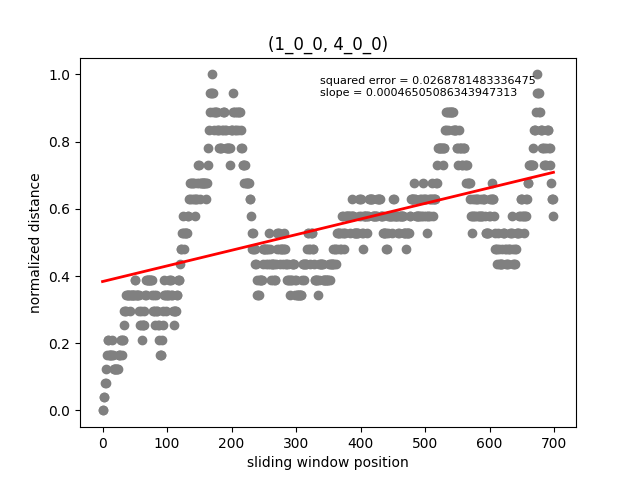 (1_0_0, 4_0_0)
squared error = 0.0268781483336475
slope = 0.00046505086343947313
1.0
0.8
0.6
0.4
0.2
0.0
normalized distance
0 100 200 300 400 500 600 700
sliding window position